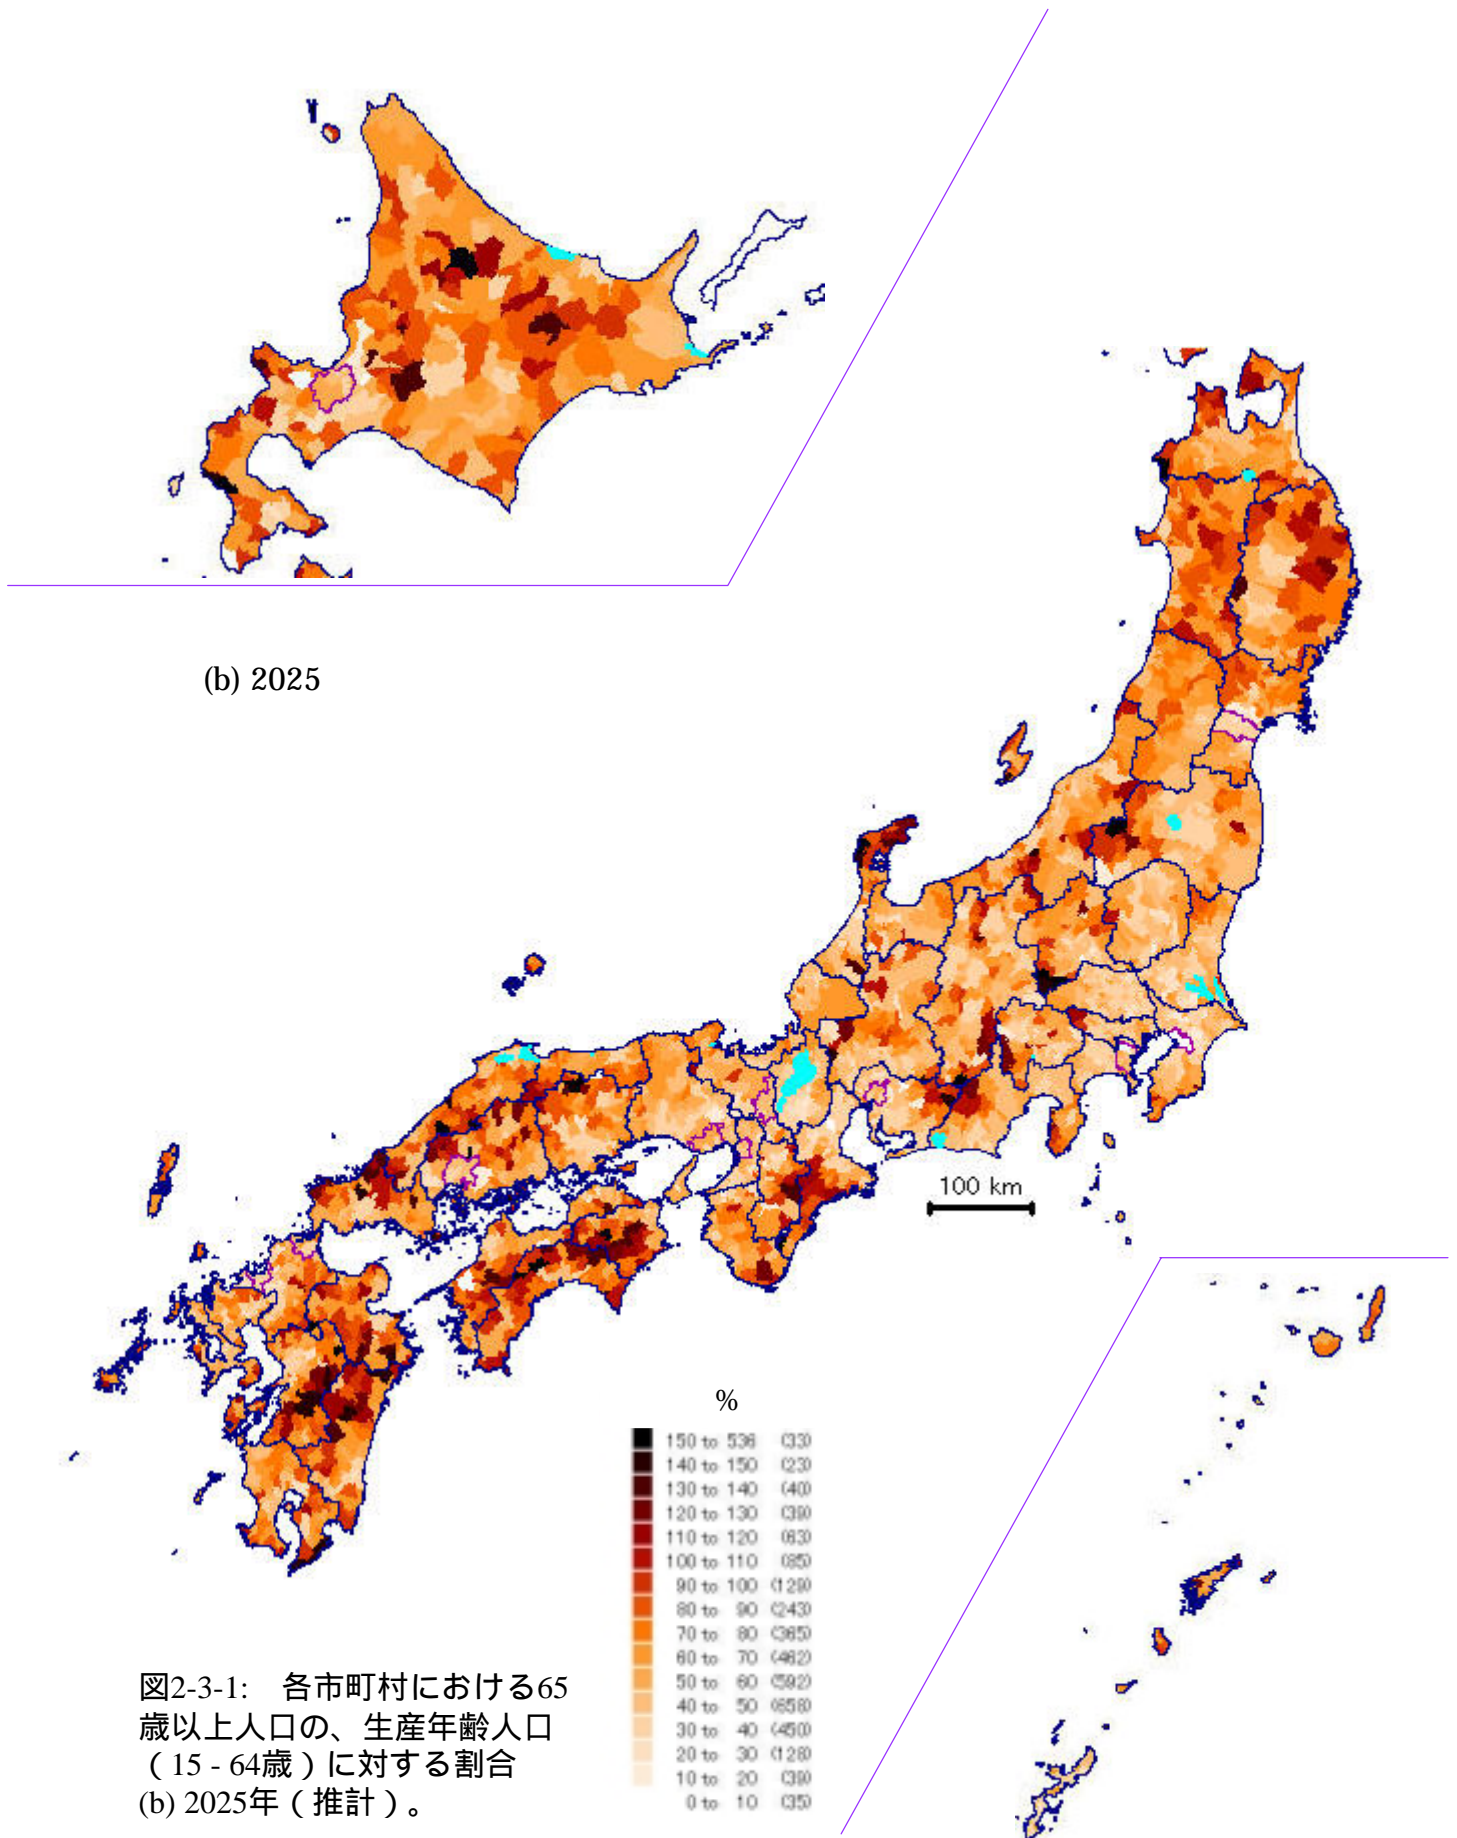 (b) 2025
100 km
%
150 to 536 (33)
140 to 150 (23)
130 to 140 (40)
120 to 130 (39)
110 to 120 (63)
100 to 110 (85)
90 to 100 (129)
80 to 90 (243)
70 to 80 (365)
60 to 70 (462)
50 to 60 (592)
40 to 50 (658)
30 to 40 (450)
20 to 30 (128)
10 to 20 (39)
0 to 10 (35)
図2-3-1: 各市町村における65
歳以上人口の、生産年齢人口
(15 - 64歳)に対する割合
(b) 2025年(推計)。